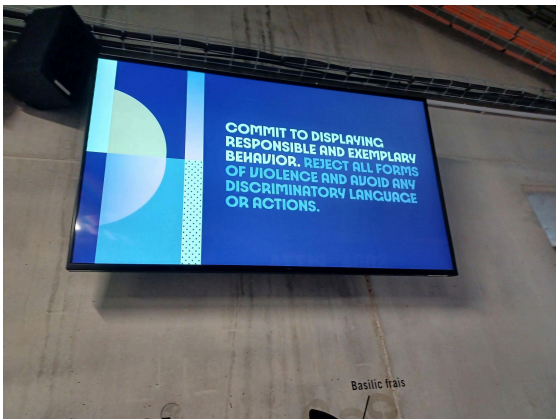 COMMIT TO DISPLAYING
RESPONSIBLE AND EXEMPLARY
BEHAVIOR. REJECT ALL FORMS
OF VIOLENCE AND AVOID ANY
DISCRIMINATORY LANGUAGE
OR ACTIONS.
Basilic frais